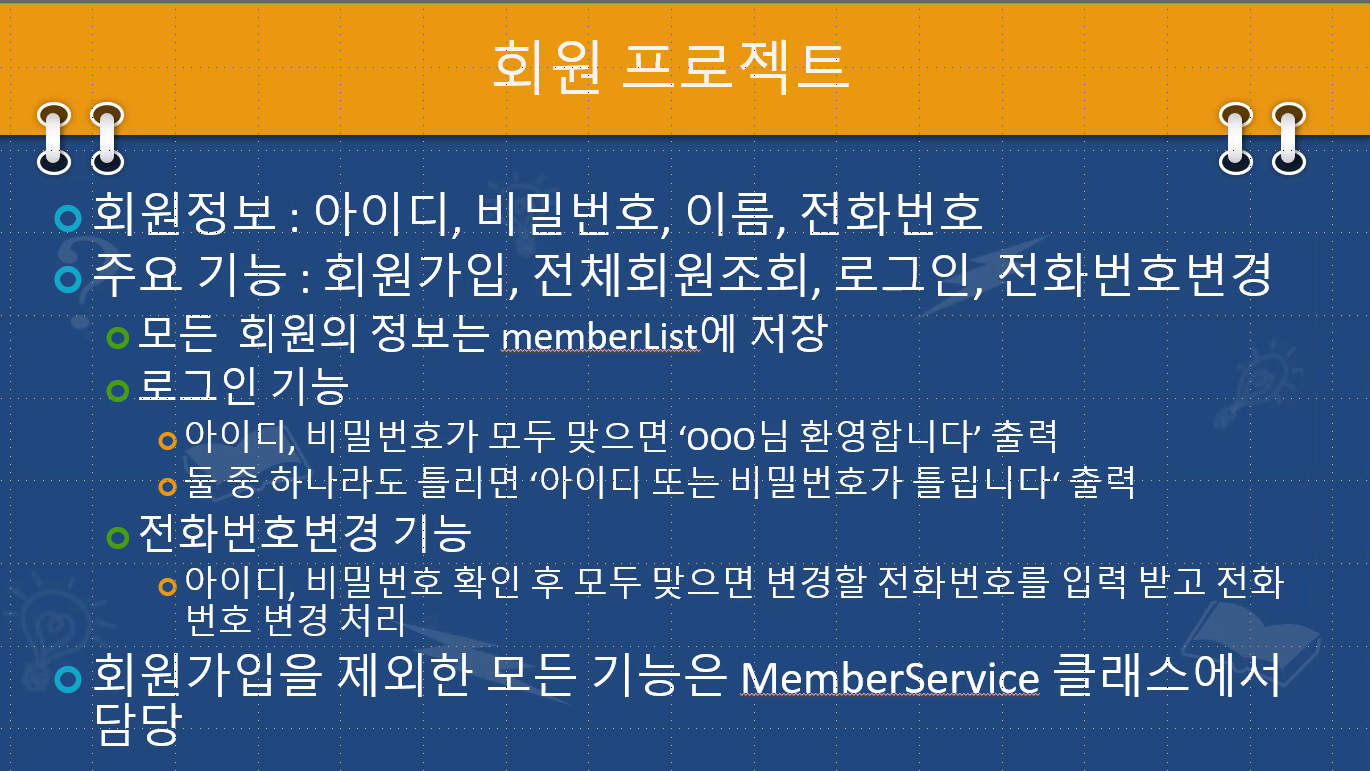 회원 프로젝트
회원정보 : 아이디, 비밀번호, 이름, 전화번호
주요 기능 : 회원가입, 전체회원조회, 로그인, 전화번호변경
모든 회원의 정보는 memberList에 저장
로그인 기능
아이디, 비밀번호가 모두 맞으면 ‘OOO님 환영합니다’ 출력
둘 중 하나라도 틀리면 ‘아이디 또는 비밀번호가 틀립니다‘ 출력
전화번호변경 기능
아이디, 비밀번호 확인 후 모두 맞으면 변경할 전화번호를 입력 받고 전화
번호 변경 처리
회원가입을 제외한 모든 기능은 MemberService 클래스에서
담당